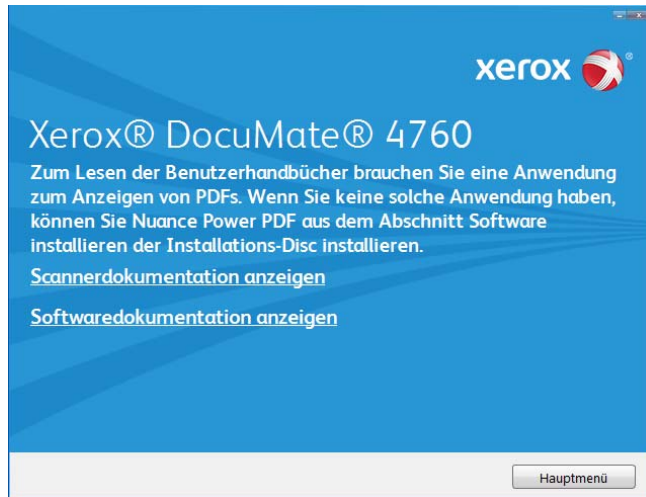 xerox ®
Xerox® DocuMate® 4760
Zum Lesen der Benutzerhandbücher brauchen Sie eine Anwendung
zum Anzeigen von PDFs. Wenn Sie keine solche Anwendung haben,
können Sie Nuance Power PDF aus dem Abschnitt Software
installieren der Installations-Disc installieren.
Scannerdokumentation anzeigen
Softwaredokumentation anzeigen
Hauptmenü